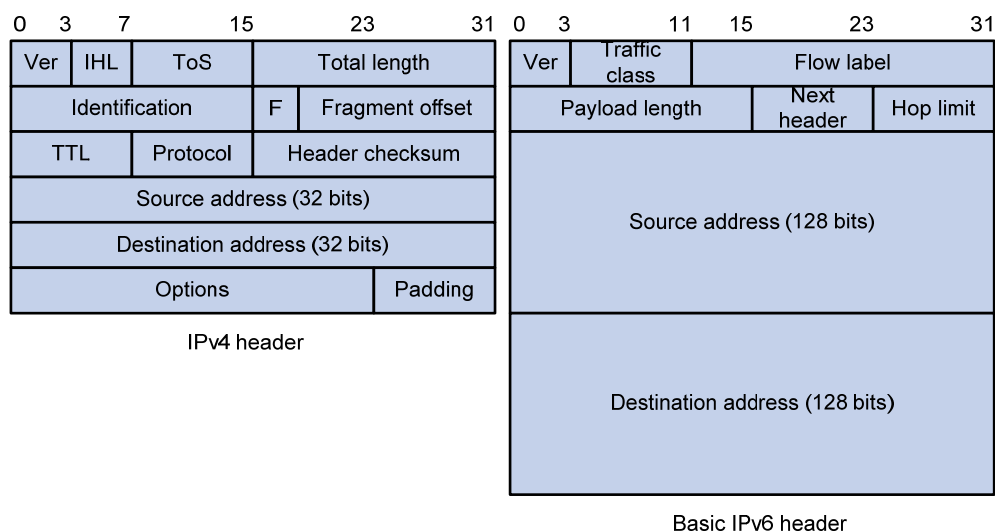 0 3 7 15 23 31
Ver IHL ToS Total length
Identification F Fragment offset
TTL Protocol Header checksum
Source address (32 bits)
Destination address (32 bits)
Options Padding
IPv4 header
0 3 11 15 23 31
Ver Traffic class Flow label
Payload length Next header Hop limit
Source address (128 bits)
Destination address (128 bits)
Basic IPv6 header